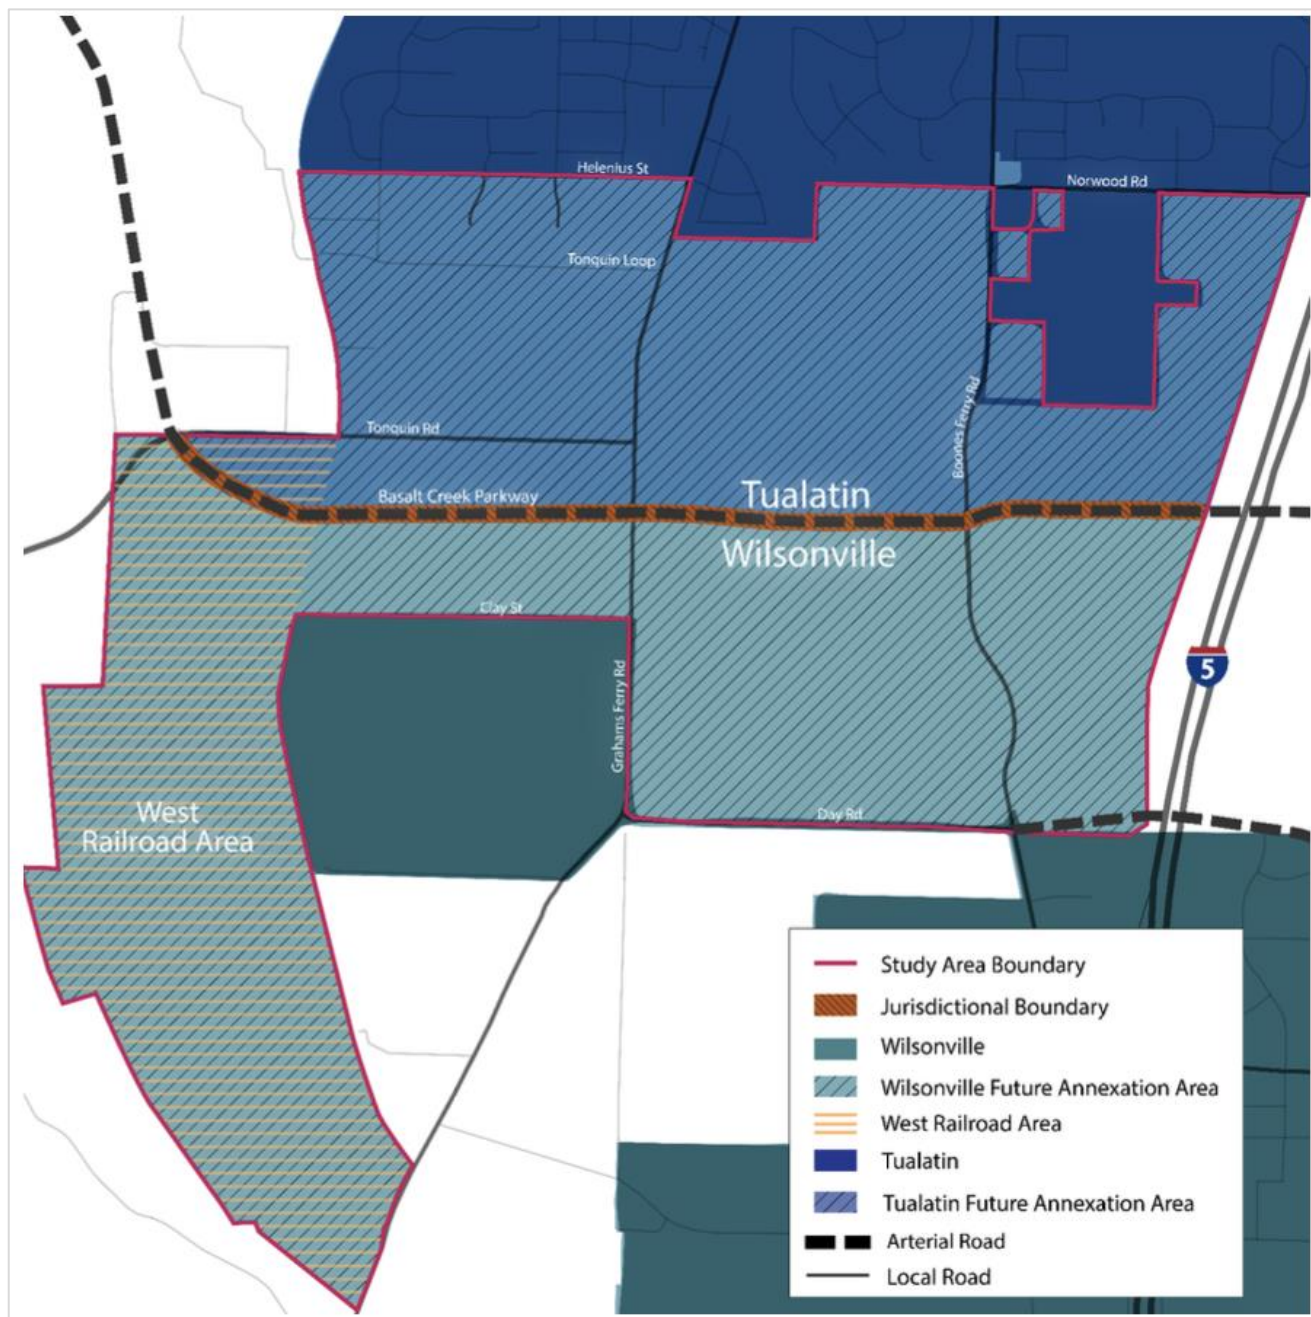 Helenius St
Norwood Rd
Tonquin Loop
Boones Ferry Rd
Tonquin Rd
Basalt Creek Parkway
Tualatin
Wilsonville
Clay St
Grahams Ferry Rd
5
West
Railroad Area
Day Rd
Study Area Boundary
Jurisdictional Boundary
Wilsonville
Wilsonville Future Annexation Area
West Railroad Area
Tualatin
Tualatin Future Annexation Area
Arterial Road
Local Road